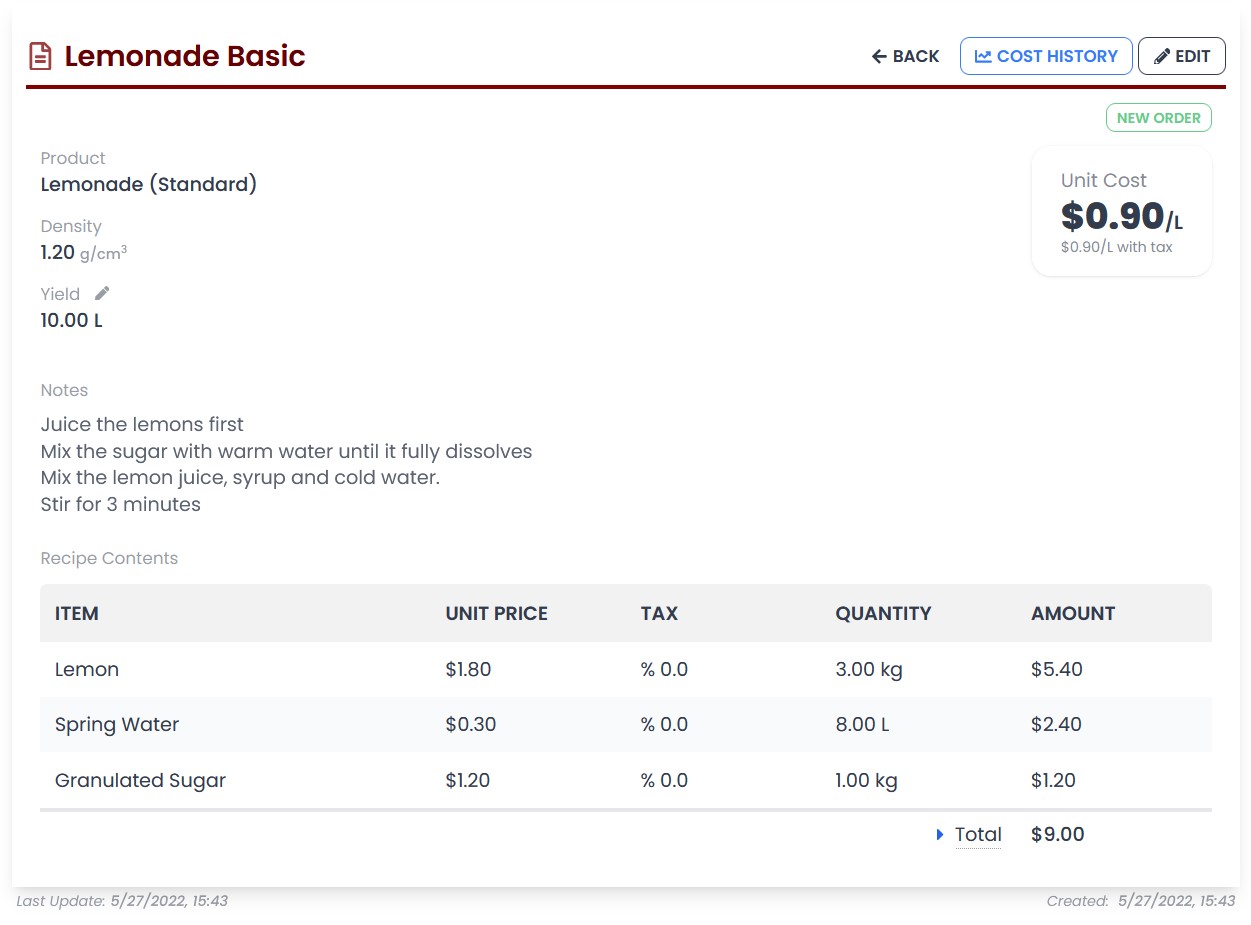 Lemonade Basic
BACK
COST HISTORY
EDIT
NEW ORDER
Product
Lemonade (Standard)
Unit Cost
$0.90/L
$0.90/L with tax
Density
1.20 g/cm³
Yield
10.00 L
Notes
Juice the lemons first
Mix the sugar with warm water until it fully dissolves
Mix the lemon juice, syrup and cold water.
Stir for 3 minutes
Recipe Contents
ITEM UNIT PRICE TAX QUANTITY AMOUNT
Lemon $1.80 % 0.0 3.00 kg $5.40
Spring Water $0.30 % 0.0 8.00 L $2.40
Granulated Sugar $1.20 % 0.0 1.00 kg $1.20
Total $9.00
Last Update: 5/27/2022, 15:43
Created: 5/27/2022, 15:43